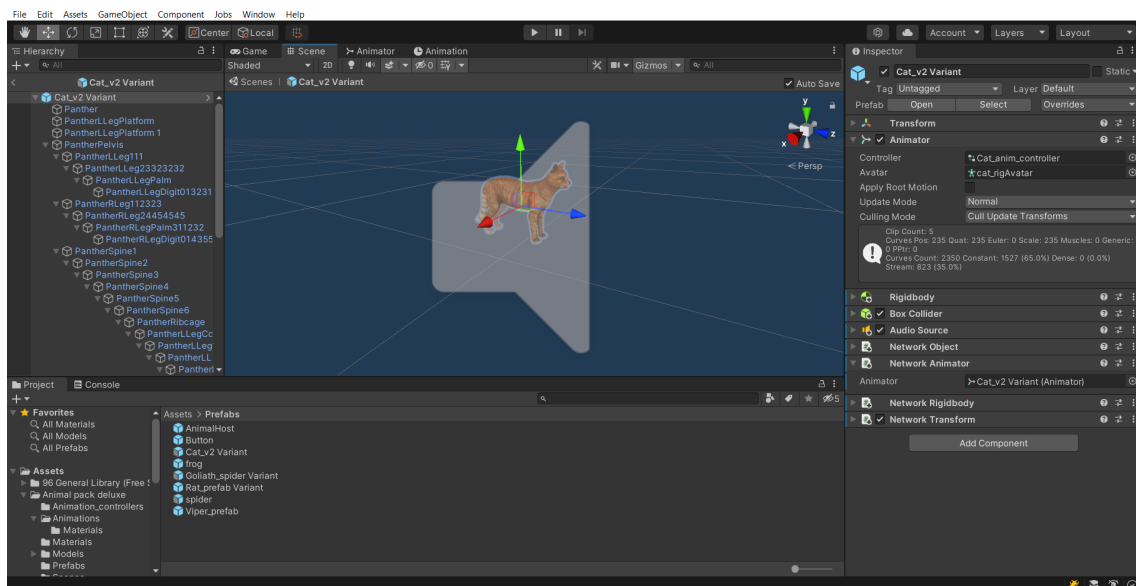 File Edit Assets GameObject Component Jobs Window Help
Center Local Account Layers Layout
Hierarchy Game Scene Animator Animation Inspector
All Shaded 2D Gizmos All Cat_v2 Variant Static
Cat_v2 Variant Scenes Cat_v2 Variant Auto Save Tag Untagged Layer Default
Cat_v2 Variant Prefab Open Select Overrides
Panther
PantherLLegPlatform
PantherLLegPlatform 1
PantherPelvis
PantherLLeg111
PantherLLeg23323232
PantherLLegPalm
PantherLLegDigit013231
PantherRLeg112323
PantherRLeg24454545
PantherRLegPalm311232
PantherRLegDigit014355
PantherSpine1
PantherSpine2
PantherSpine3
PantherSpine4
PantherSpine5
PantherSpine6
PantherRibcage
PantherLLegCc
PantherLLeg
PantherLL
PantherI
y
x
z
Persp
Transform
Animator
Controller Cat_anim_controller
Avatar cat_rigAvatar
Apply Root Motion
Update Mode Normal
Culling Mode Cull Update Transforms
Clip Count: 5
Curves Pos: 235 Quat: 235 Euler: 0 Scale: 235 Muscles: 0 Generic:
0 PPtr: 0
Curves Count: 2350 Constant: 1527 (65.0%) Dense: 0 (0.0%)
Stream: 823 (35.0%)
Rigidbody
Box Collider
Audio Source
Network Object
Network Animator
Animator Cat_v2 Variant (Animator)
Network Rigidbody
Network Transform
Add Component
Project Console
5
Favorites
All Materials
All Models
All Prefabs
Assets
96 General Library (Free
Animal pack deluxe
Animation_controllers
Animations
Materials
Materials
Models
Prefabs
Assets > Prefabs
AnimalHost
Button
Cat_v2 Variant
frog
Goliath_spider Variant
Rat_prefab Variant
spider
Viper_prefab